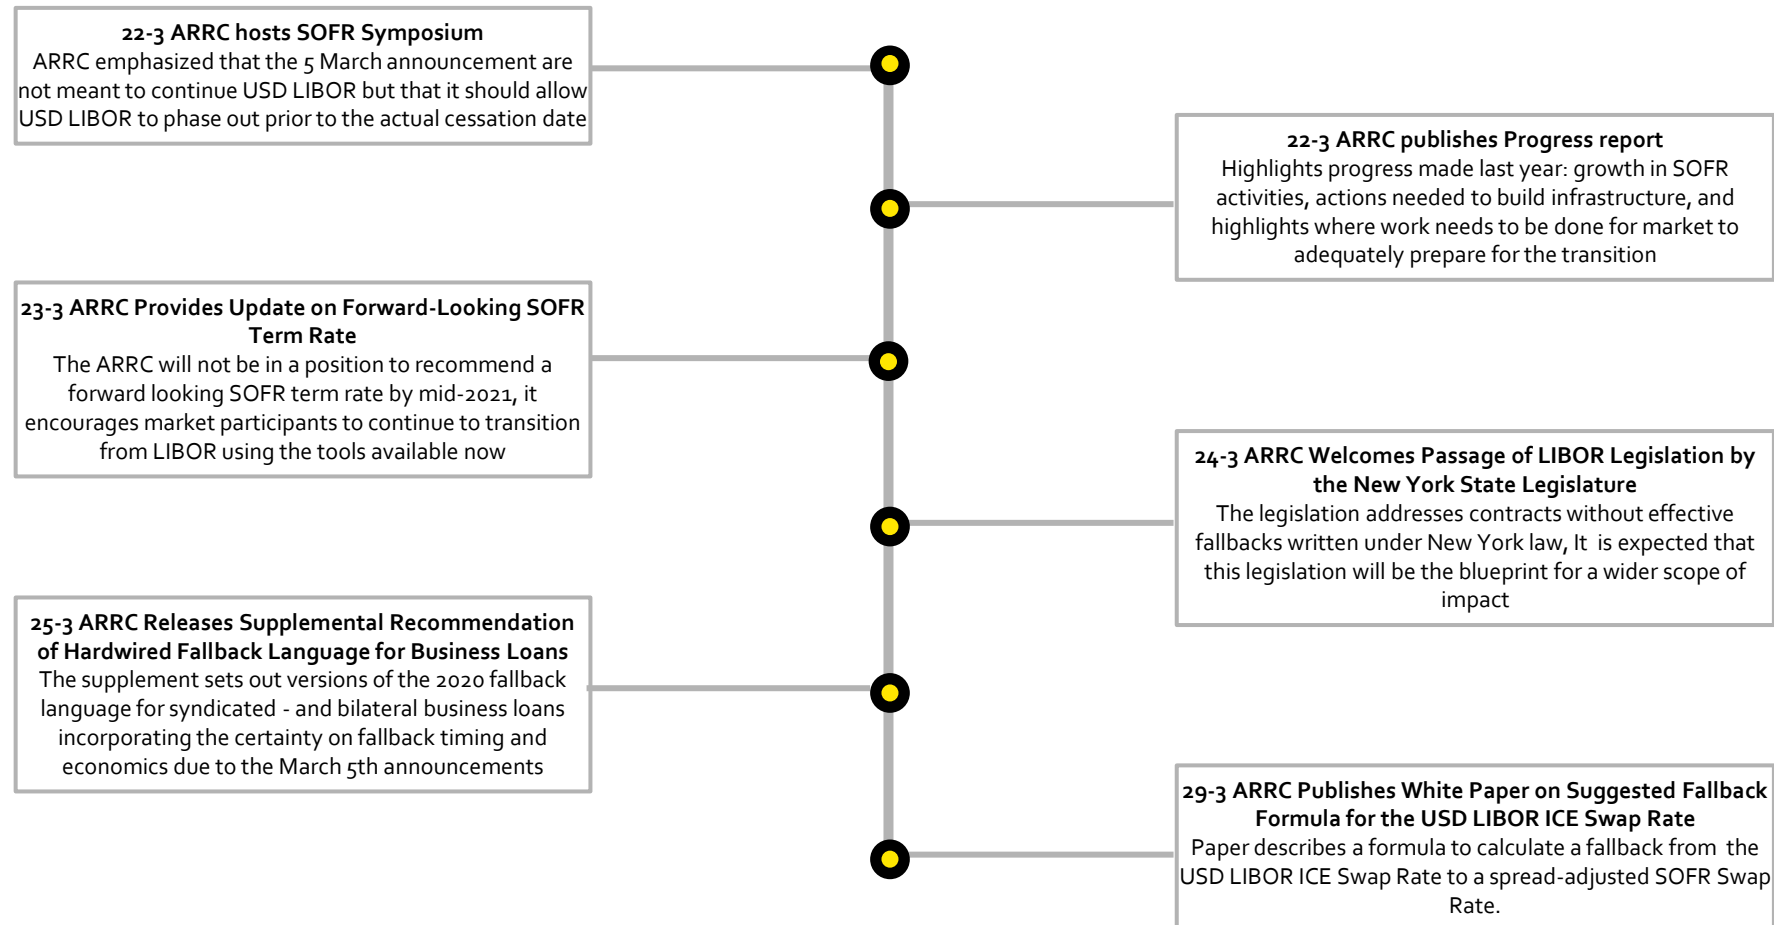 22-3 ARRC hosts SOFR Symposium
ARRC emphasized that the 5 March announcement are
not meant to continue USD LIBOR but that it should allow
USD LIBOR to phase out prior to the actual cessation date
22-3 ARRC publishes Progress report
Highlights progress made last year: growth in SOFR
activities, actions needed to build infrastructure, and
highlights where work needs to be done for market to
adequately prepare for the transition
23-3 ARRC Provides Update on Forward-Looking SOFR
Term Rate
The ARRC will not be in a position to recommend a
forward looking SOFR term rate by mid-2021, it
encourages market participants to continue to transition
from LIBOR using the tools available now
24-3 ARRC Welcomes Passage of LIBOR Legislation by
the New York State Legislature
The legislation addresses contracts without effective
fallbacks written under New York law, It is expected that
this legislation will be the blueprint for a wider scope of
impact
25-3 ARRC Releases Supplemental Recommendation
of Hardwired Fallback Language for Business Loans
The supplement sets out versions of the 2020 fallback
language for syndicated - and bilateral business loans
incorporating the certainty on fallback timing and
economics due to the March 5th announcements
29-3 ARRC Publishes White Paper on Suggested Fallback
Formula for the USD LIBOR ICE Swap Rate
Paper describes a formula to calculate a fallback from the
USD LIBOR ICE Swap Rate to a spread-adjusted SOFR Swap
Rate.